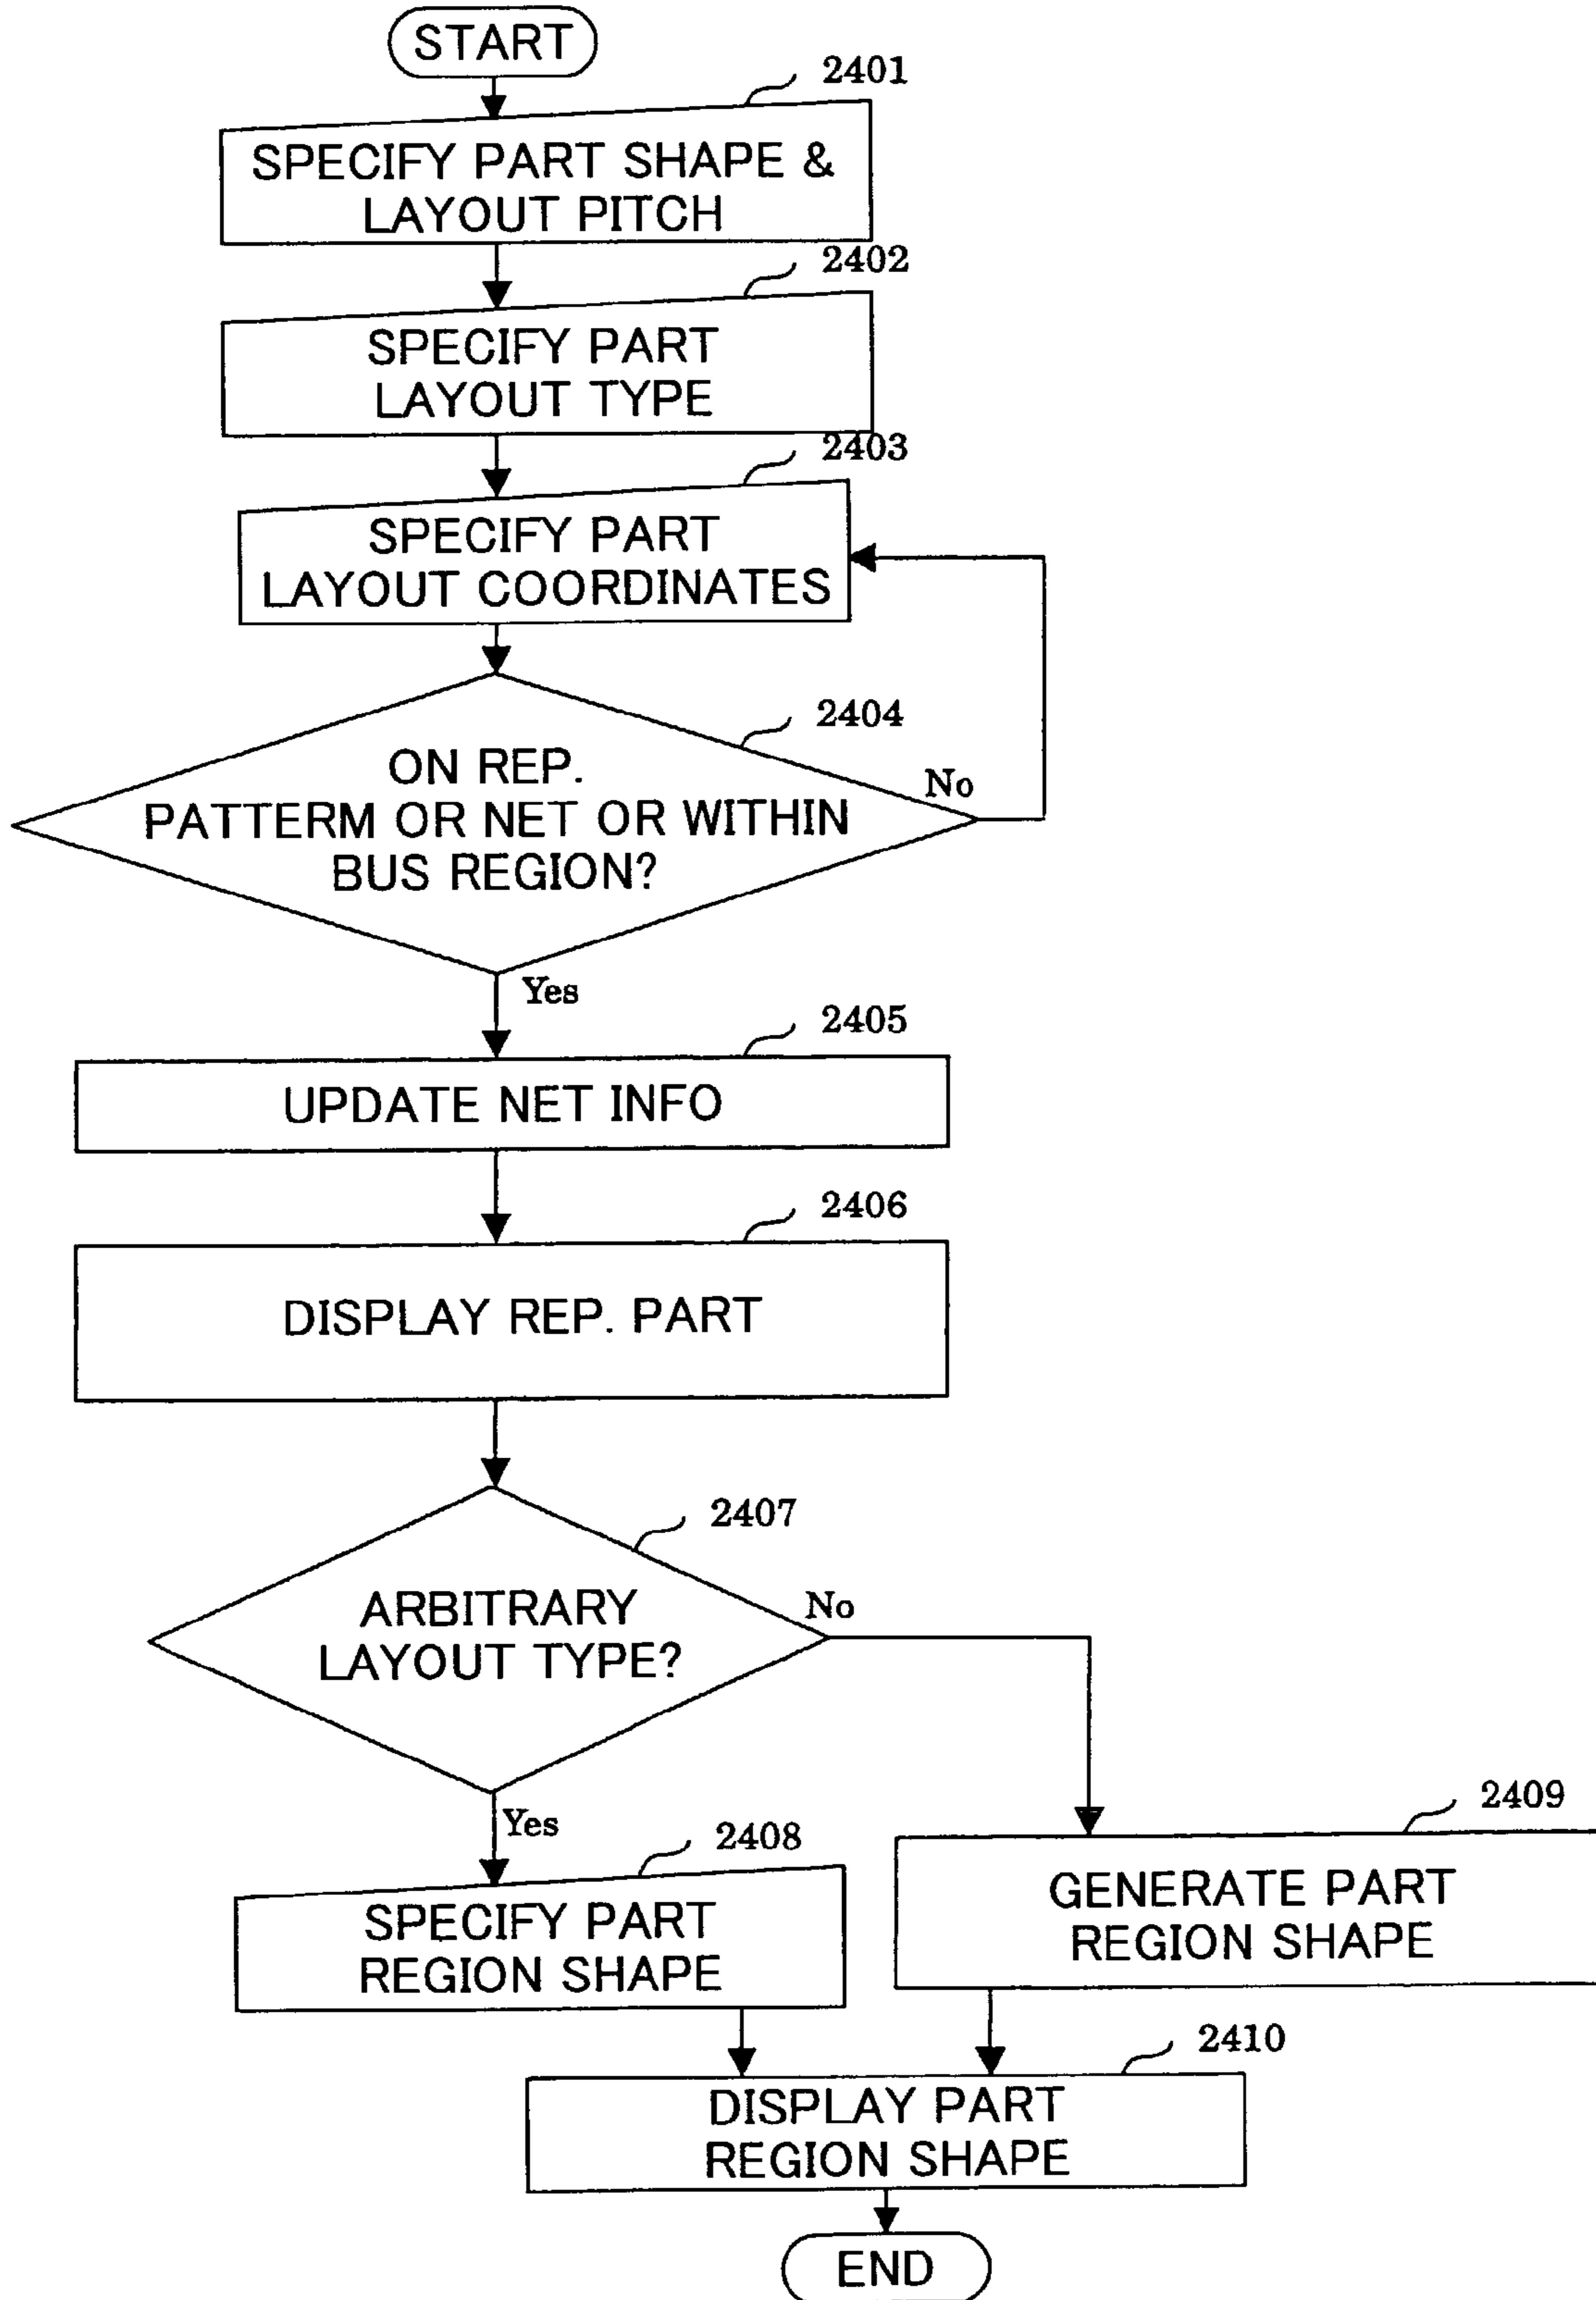 START
2401
SPECIFY PART SHAPE &
LAYOUT PITCH
2402
SPECIFY PART
LAYOUT TYPE
2403
SPECIFY PART
LAYOUT COORDINATES
2404
ON REP.
PATTERM OR NET OR WITHIN
BUS REGION?
No
Yes
2405
UPDATE NET INFO
2406
DISPLAY REP. PART
2407
ARBITRARY
LAYOUT TYPE?
No
Yes
2408
SPECIFY PART
REGION SHAPE
2409
GENERATE PART
REGION SHAPE
2410
DISPLAY PART
REGION SHAPE
END